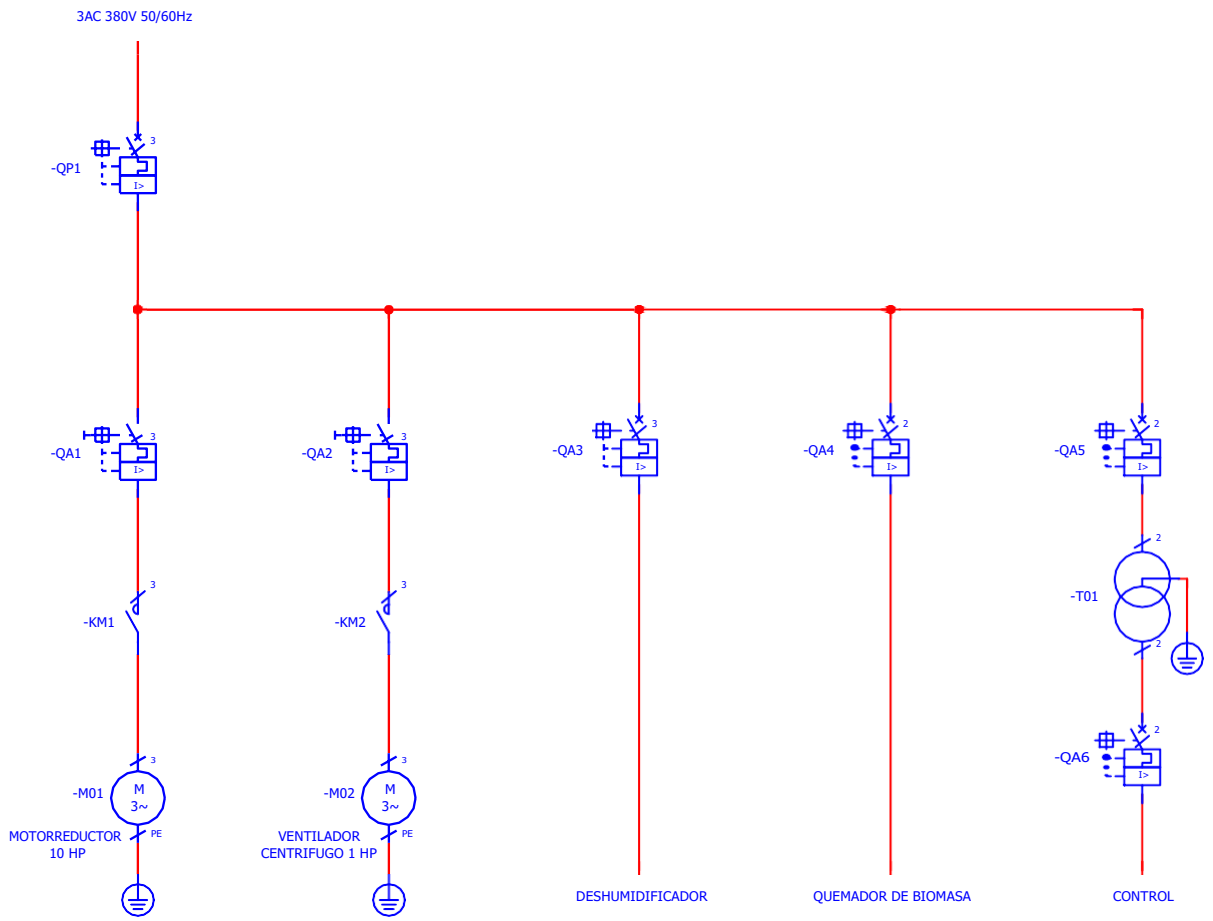 3AC 380V 50/60Hz
3
-QP1
I>
3
-QA1
I>
3
-QA2
I>
3
-QA3
I>
2
-QA4
I>
2
-QA5
I>
2
3
-KM1
3
-KM2
-T01
2
2
-QA6
I>
3
-M01
M
3~
PE
MOTORREDUCTOR
10 HP
3
-M02
M
3~
PE
VENTILADOR
CENTRIFUGO 1 HP
DESHUMIDIFICADOR
QUEMADOR DE BIOMASA
CONTROL